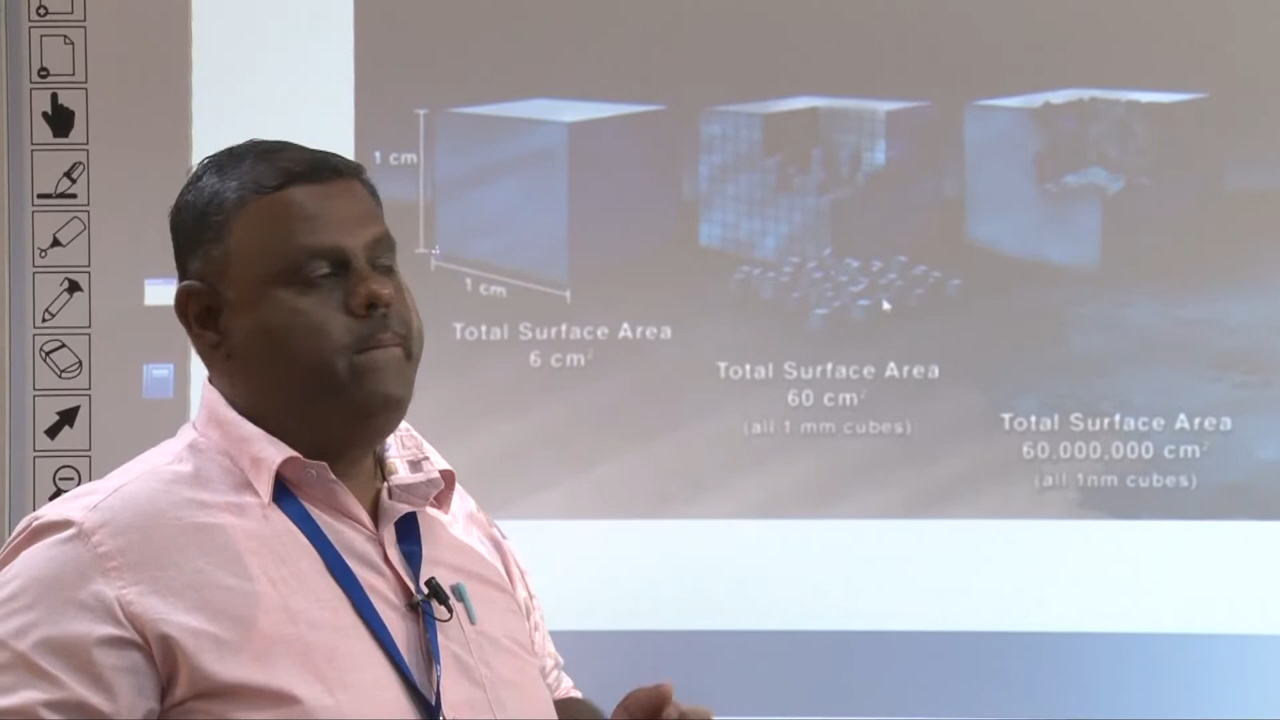 1 cm
1 cm
Total Surface Area
6 cm²
Total Surface Area
60 cm²
(all 1 mm cubes)
Total Surface Area
60,000,000 cm²
(all 1nm cubes)